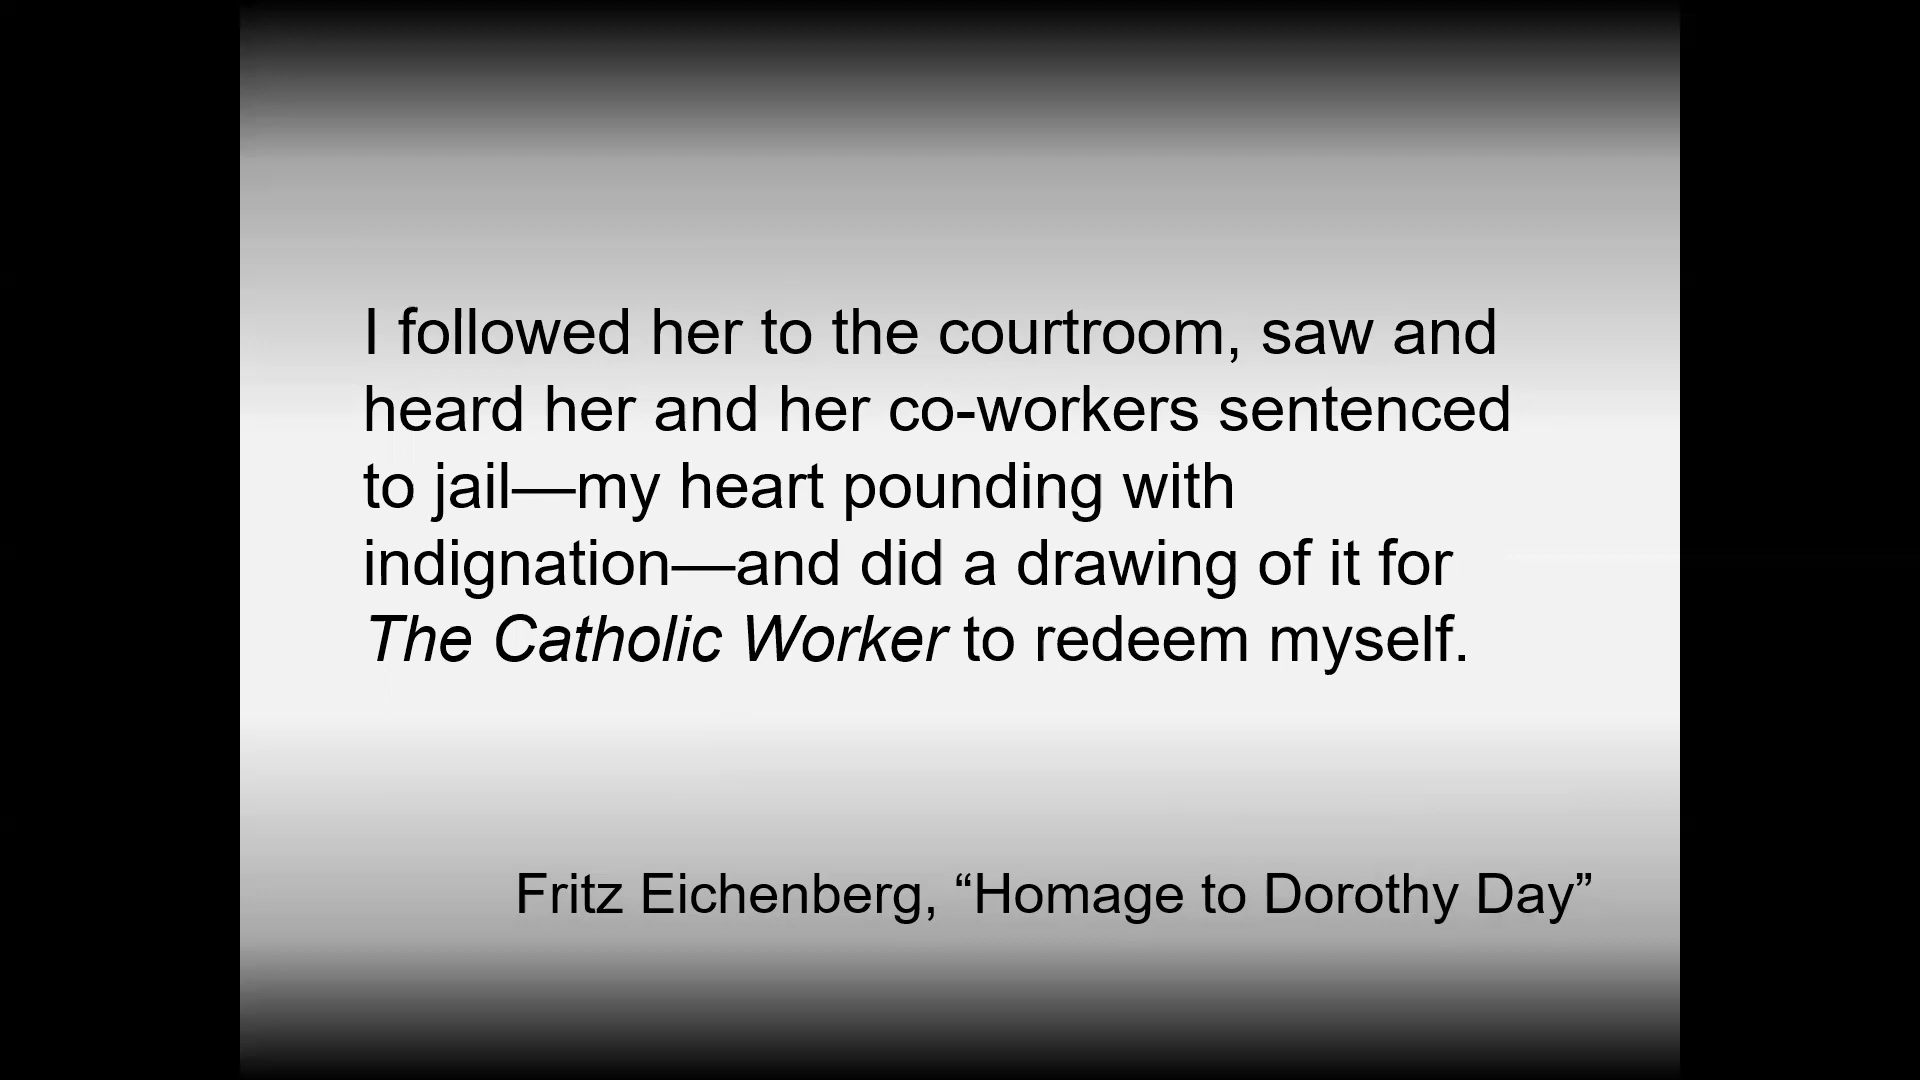 I followed her to the courtroom, saw and
heard her and her co-workers sentenced
to jail—my heart pounding with
indignation—and did a drawing of it for
The Catholic Worker to redeem myself.
Fritz Eichenberg, “Homage to Dorothy Day”